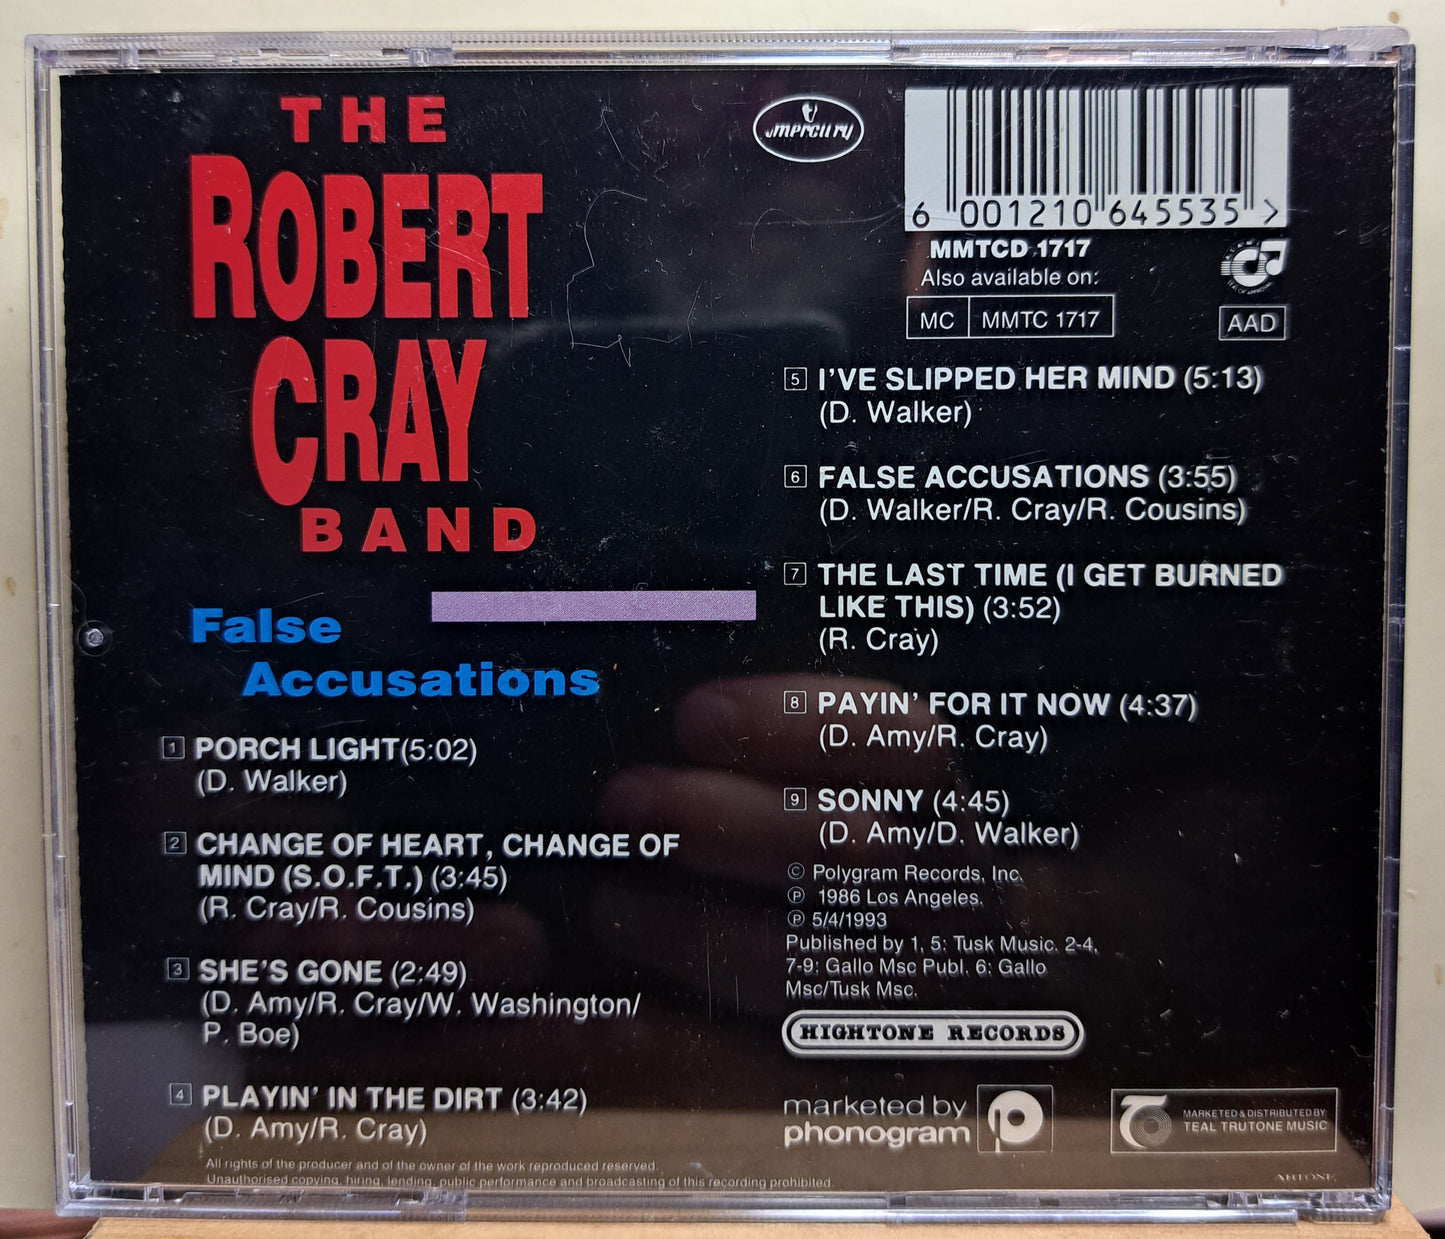 THE
ROBERT
CRAY
BAND
False
Accusations
1 PORCH LIGHT(5:02)
(D. Walker)
2 CHANGE OF HEART, CHANGE OF
MIND (S.O.F.T.) (3:45)
(R. Cray/R. Cousins)
3 SHE'S GONE (2:49)
(D. Amy/R. Cray/W. Washington/
P. Boe)
4 PLAYIN' IN THE DIRT (3:42)
(D. Amy/R. Cray)
All rights of the producer and of the owner of the work reproduced reserved.
Unauthorised copying, hiring, lending, public performance and broadcasting of this recording prohibited.
mercury
6 001210 645535 >
MMTCD 1717
Also available on:
MC MMTC 1717
AAD
5 I'VE SLIPPED HER MIND (5:13)
(D. Walker)
6 FALSE ACCUSATIONS (3:55)
(D. Walker/R. Cray/R. Cousins)
7 THE LAST TIME (I GET BURNED
LIKE THIS) (3:52)
(R. Cray)
8 PAYIN' FOR IT NOW (4:37)
(D. Amy/R. Cray)
9 SONNY (4:45)
(D. Amy/D. Walker)
© Polygram Records, Inc.
℗ 1986 Los Angeles.
℗ 5/4/1993
Published by 1, 5: Tusk Music. 2-4,
7-9: Gallo Msc Publ. 6: Gallo
Msc/Tusk Msc.
HIGHTONE RECORDS
marketed by
phonogram
MARKETED & DISTRIBUTED BY
TEAL TRUTONE MUSIC
ARTONE